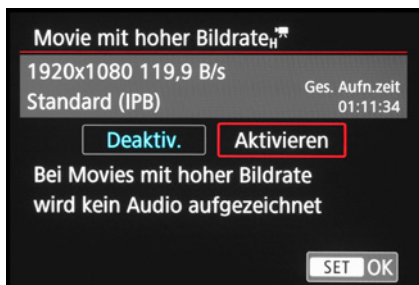 Movie mit hoher Bildrate H
1920x1080 119,9 B/s
Standard (IPB)
Ges. Aufn.zeit
01:11:34
Deaktiv.
Aktivieren
Bei Movies mit hoher Bildrate
wird kein Audio aufgezeichnet
SET OK